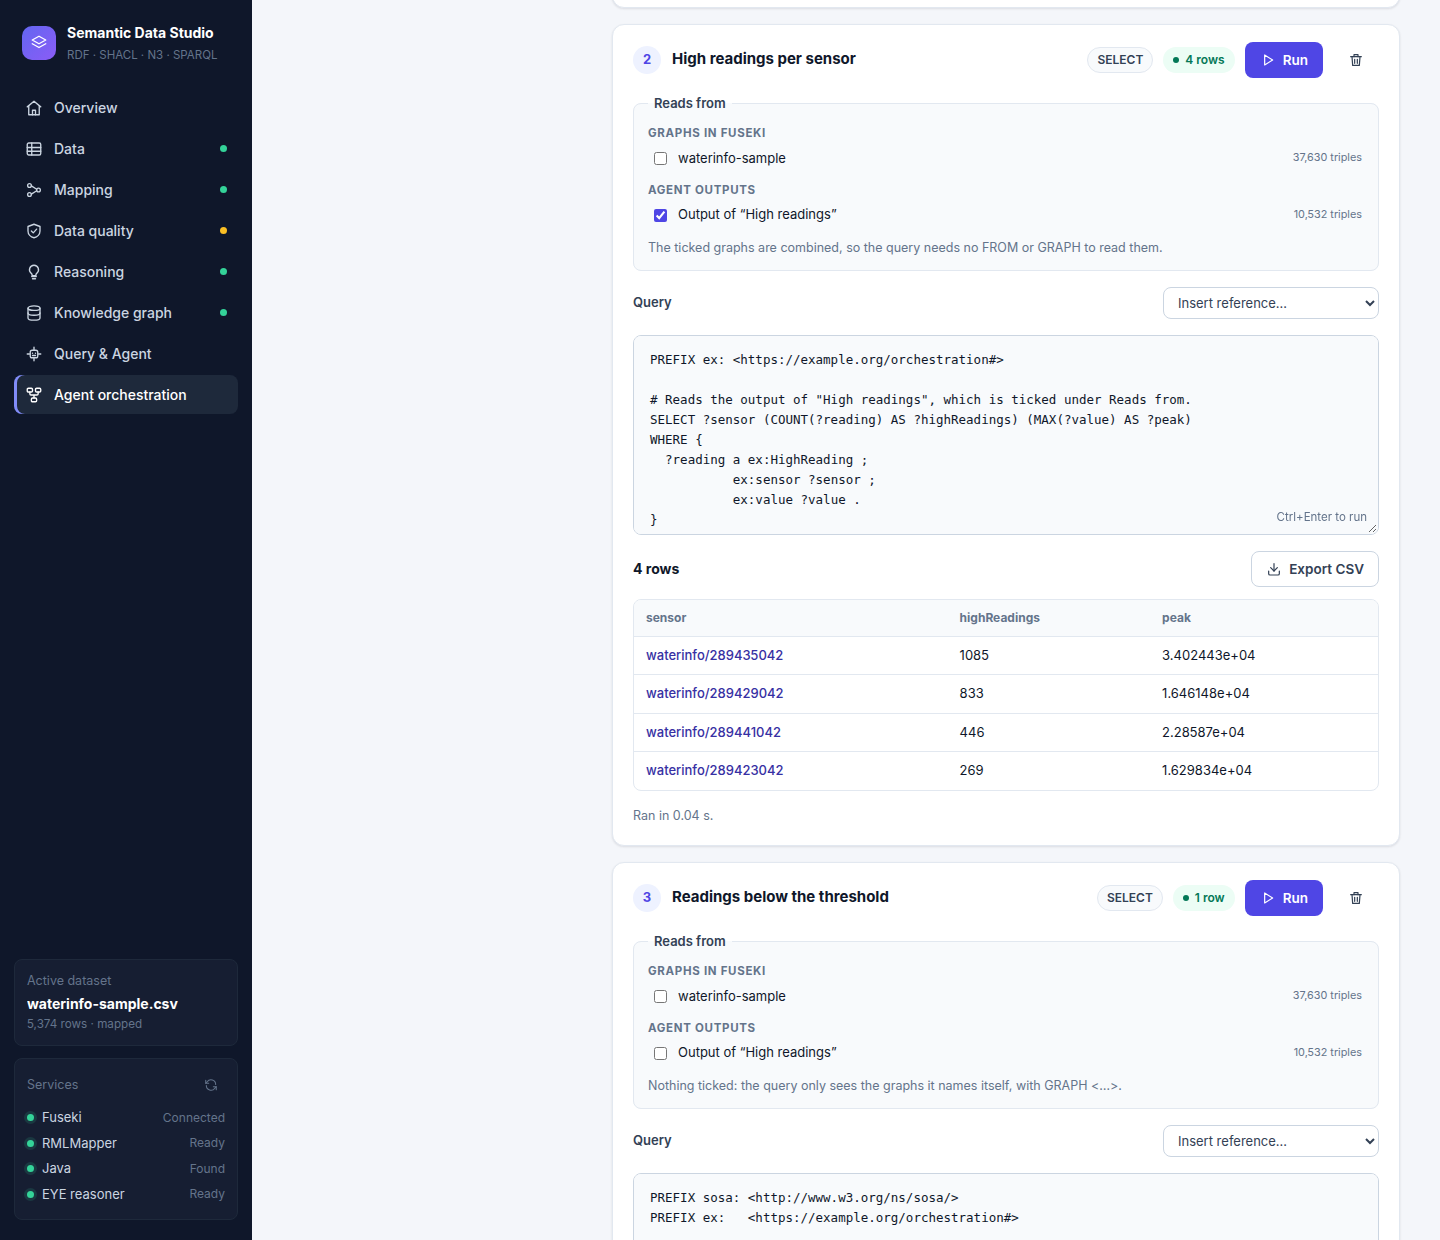 Semantic Data Studio
RDF · SHACL · N3 · SPARQL
Overview
Data
Mapping
Data quality
Reasoning
Knowledge graph
Query & Agent
Agent orchestration
Active dataset
waterinfo-sample.csv
5,374 rows · mapped
Services
Fuseki Connected
RMLMapper Ready
Java Found
EYE reasoner Ready
2 High readings per sensor SELECT 4 rows Run
Reads from
GRAPHS IN FUSEKI
waterinfo-sample 37,630 triples
AGENT OUTPUTS
Output of “High readings” 10,532 triples
The ticked graphs are combined, so the query needs no FROM or GRAPH to read them.
Query Insert reference...
PREFIX ex: <https://example.org/orchestration#>
# Reads the output of "High readings", which is ticked under Reads from.
SELECT ?sensor (COUNT(?reading) AS ?highReadings) (MAX(?value) AS ?peak)
WHERE {
  ?reading a ex:HighReading ;
           ex:sensor ?sensor ;
           ex:value ?value .
}
Ctrl+Enter to run
4 rows Export CSV
sensor highReadings peak
waterinfo/289435042 1085 3.402443e+04
waterinfo/289429042 833 1.646148e+04
waterinfo/289441042 446 2.28587e+04
waterinfo/289423042 269 1.629834e+04
Ran in 0.04 s.
3 Readings below the threshold SELECT 1 row Run
Reads from
GRAPHS IN FUSEKI
waterinfo-sample 37,630 triples
AGENT OUTPUTS
Output of “High readings” 10,532 triples
Nothing ticked: the query only sees the graphs it names itself, with GRAPH <...>.
Query Insert reference...
PREFIX sosa: <http://www.w3.org/ns/sosa/>
PREFIX ex:   <https://example.org/orchestration#>